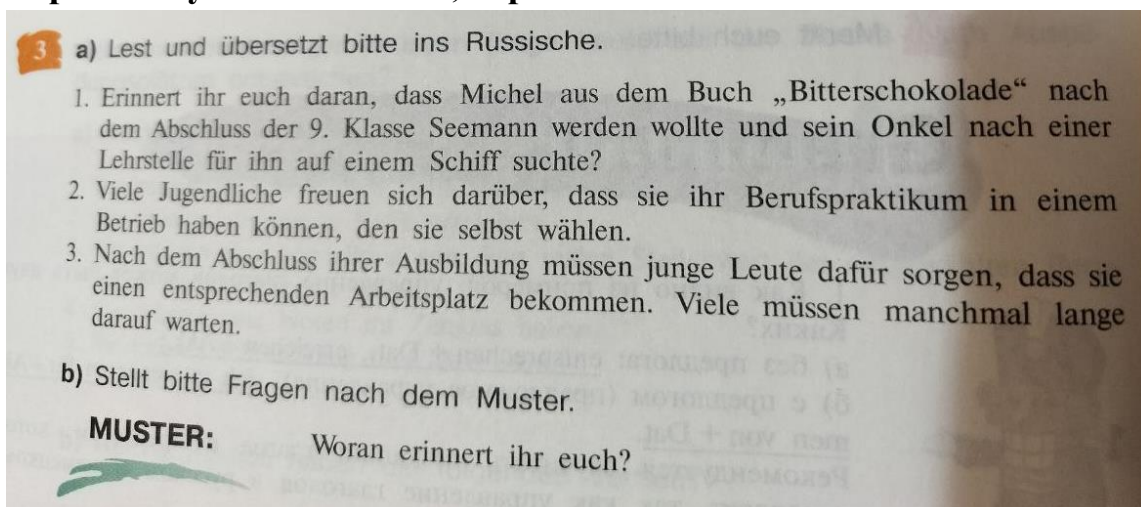 3 a) Lest und übersetzt bitte ins Russische.
1. Erinnert ihr euch daran, dass Michel aus dem Buch „Bitterschokolade“ nach
dem Abschluss der 9. Klasse Seemann werden wollte und sein Onkel nach einer
Lehrstelle für ihn auf einem Schiff suchte?
2. Viele Jugendliche freuen sich darüber, dass sie ihr Berufspraktikum in einem
Betrieb haben können, den sie selbst wählen.
3. Nach dem Abschluss ihrer Ausbildung müssen junge Leute dafür sorgen, dass sie
einen entsprechenden Arbeitsplatz bekommen. Viele müssen manchmal lange
darauf warten.
b) Stellt bitte Fragen nach dem Muster.
MUSTER: Woran erinnert ihr euch?